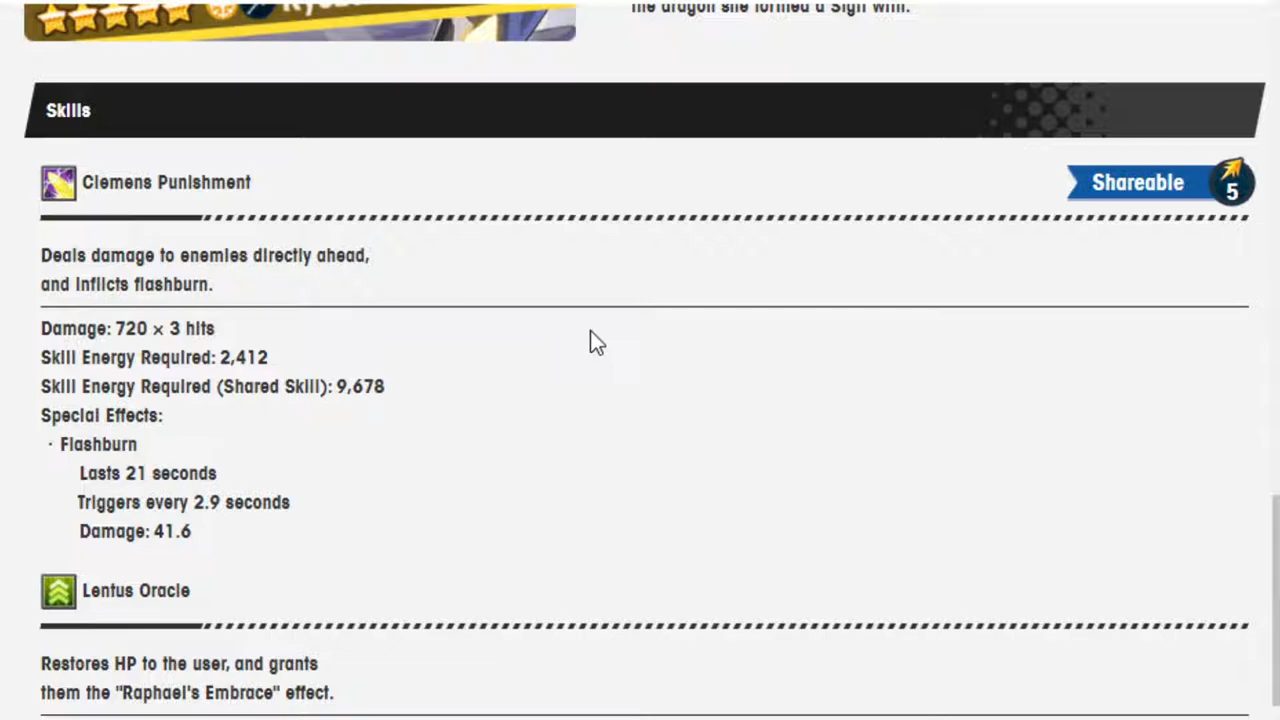 the dragon she formed a Sigil with.
Skills
Clemens Punishment
Shareable 5
Deals damage to enemies directly ahead,
and inflicts flashburn.
Damage: 720 × 3 hits
Skill Energy Required: 2,412
Skill Energy Required (Shared Skill): 9,678
Special Effects:
· Flashburn
Lasts 21 seconds
Triggers every 2.9 seconds
Damage: 41.6
Lentus Oracle
Restores HP to the user, and grants
them the "Raphael's Embrace" effect.